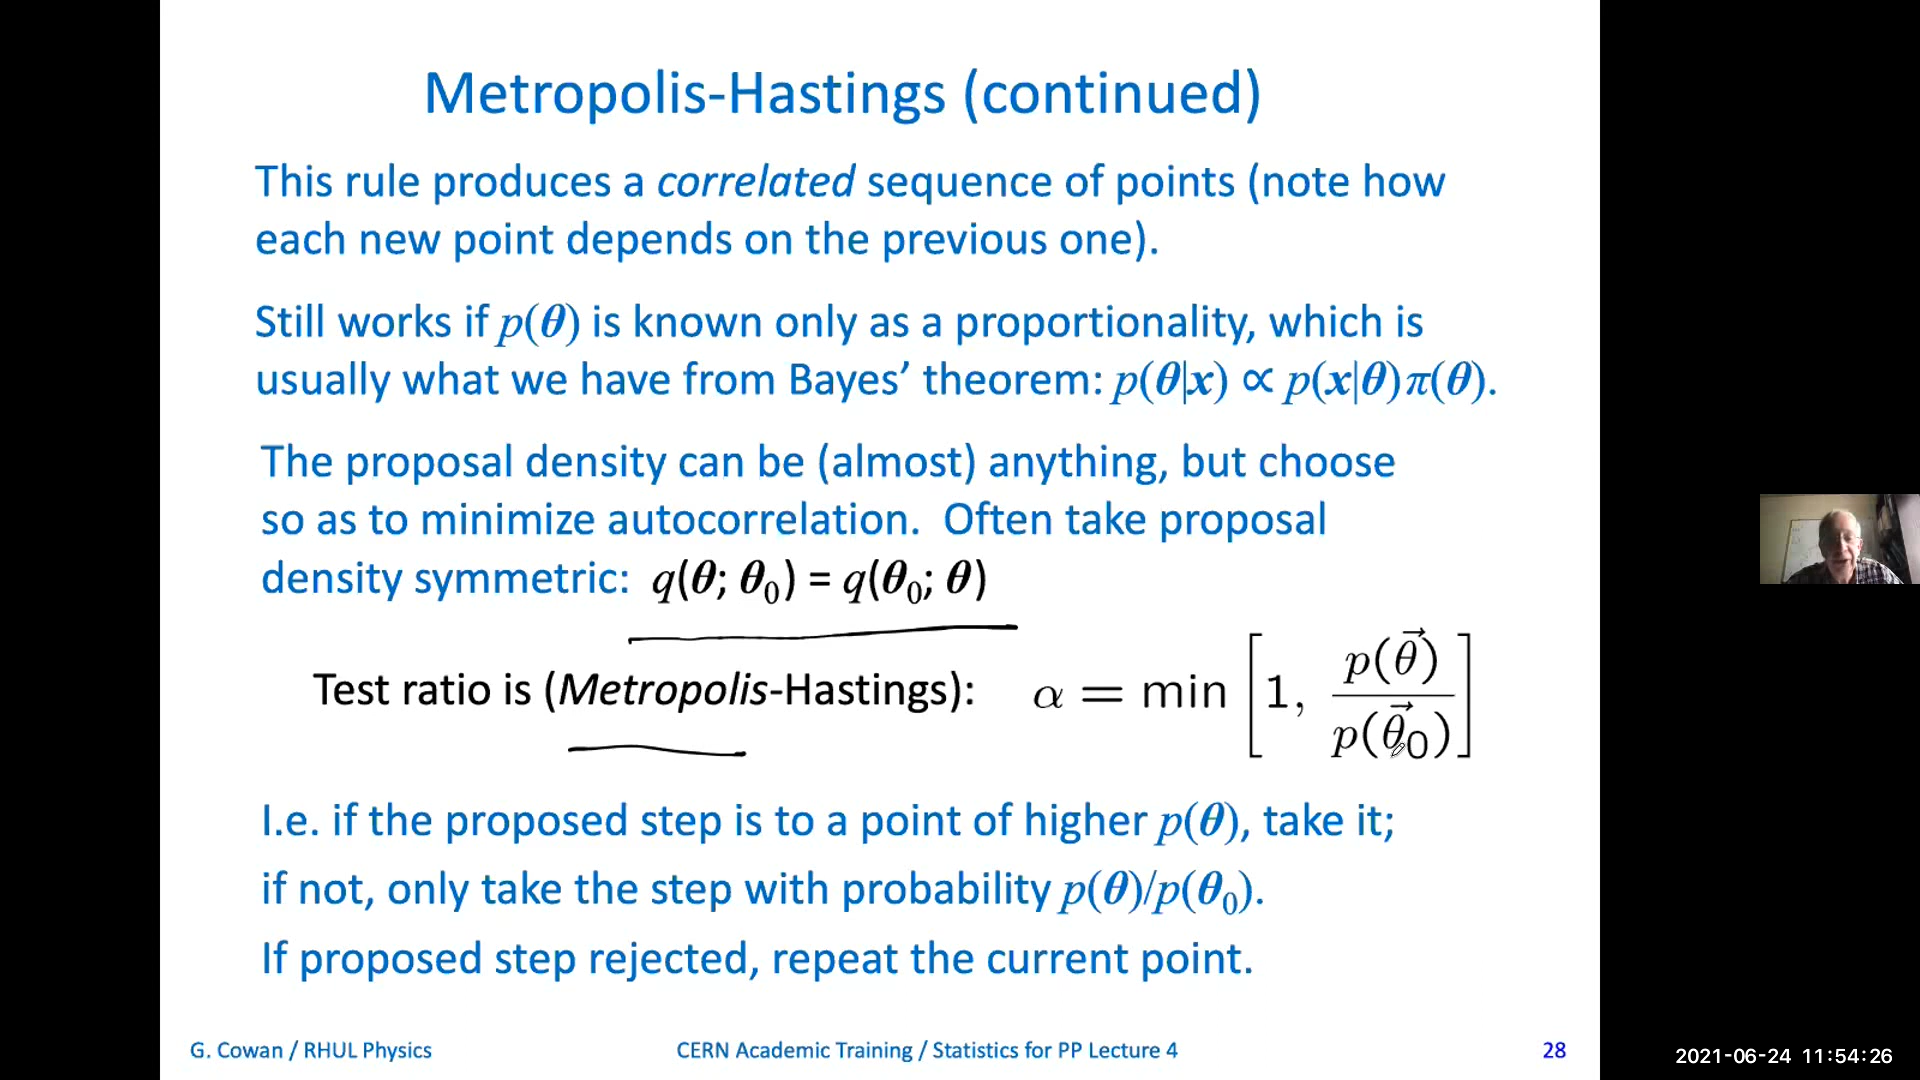 Metropolis-Hastings (continued)
This rule produces a correlated sequence of points (note how
each new point depends on the previous one).
Still works if p(θ) is known only as a proportionality, which is
usually what we have from Bayes’ theorem: p(θ|x) ∝ p(x|θ)π(θ).
The proposal density can be (almost) anything, but choose
so as to minimize autocorrelation.  Often take proposal
density symmetric:  q(θ; θ₀) = q(θ₀; θ)
Test ratio is (Metropolis-Hastings):  α = min [1, p(θ⃗) / p(θ⃗₀)]
I.e. if the proposed step is to a point of higher p(θ), take it;
if not, only take the step with probability p(θ)/p(θ₀).
If proposed step rejected, repeat the current point.
G. Cowan / RHUL Physics
CERN Academic Training / Statistics for PP Lecture 4
28
2021-06-24 11:54:26